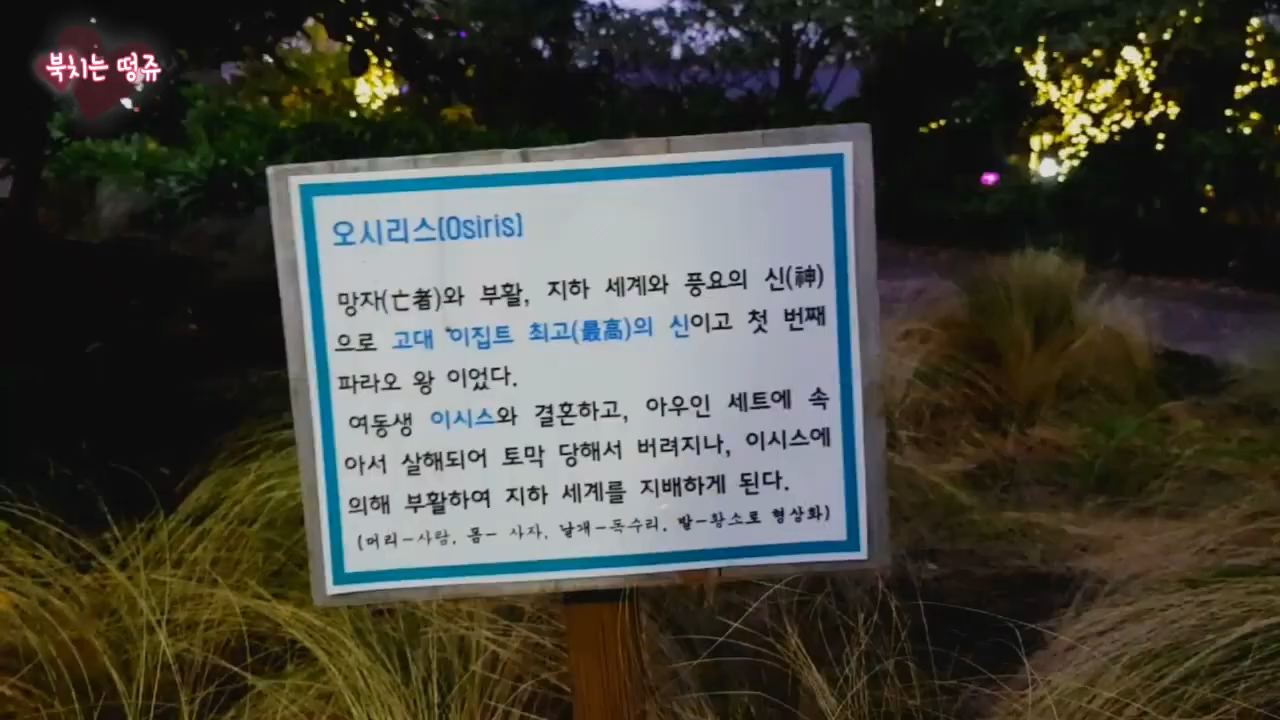 북치는 떵쥬
오시리스(Osiris)
망자(亡者)와 부활, 지하 세계와 풍요의 신(神)
으로 고대 이집트 최고(最高)의 신이고 첫 번째
파라오 왕 이었다.
여동생 이시스와 결혼하고, 아우인 세트에 속
아서 살해되어 토막 당해서 버려지나, 이시스에
의해 부활하여 지하 세계를 지배하게 된다.
(머리-사람, 몸- 사자, 날개-독수리, 발-황소로 형상화)